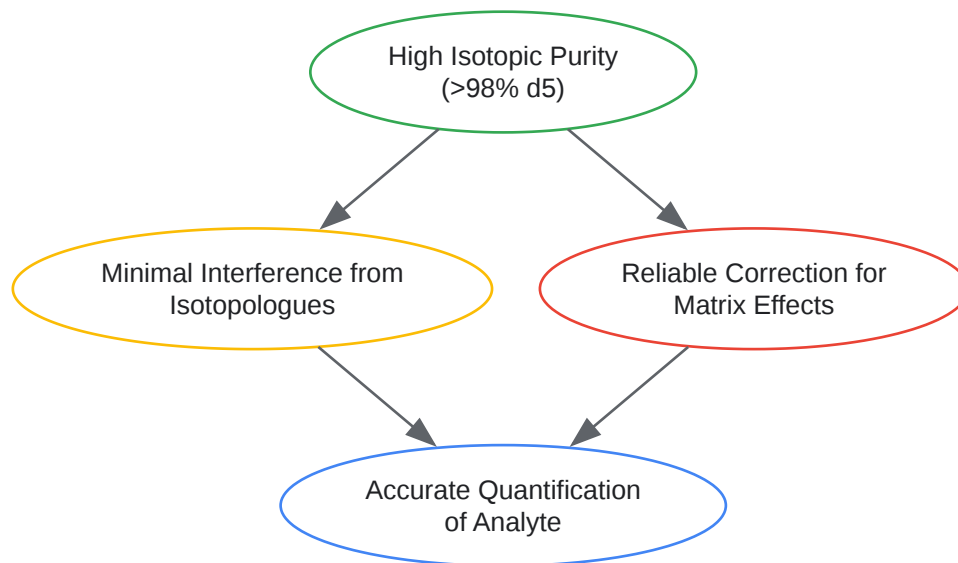 High Isotopic Purity
(>98% d5)
Minimal Interference from
Isotopologues
Reliable Correction for
Matrix Effects
Accurate Quantification
of Analyte